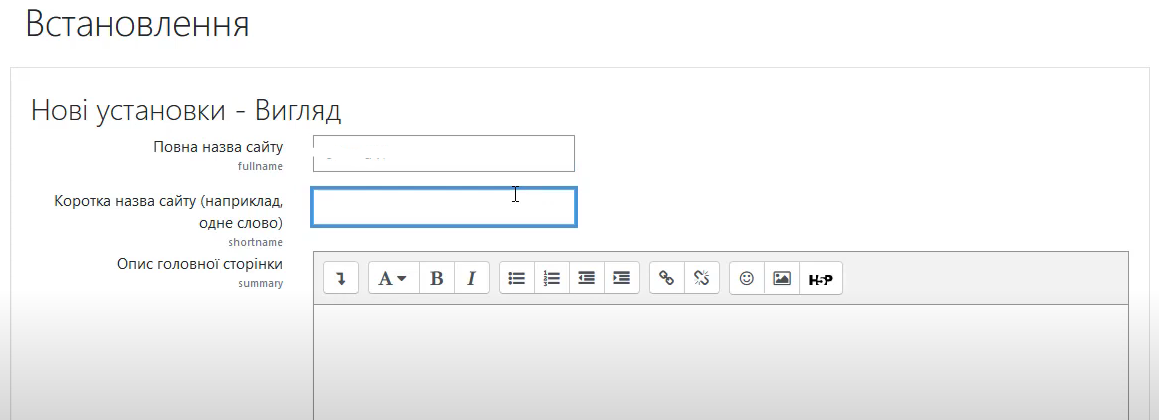 Встановлення
Нові установки - Вигляд
Повна назва сайту
fullname
Коротка назва сайту (наприклад,
одне слово)
shortname
Опис головної сторінки
summary
A B I H5P